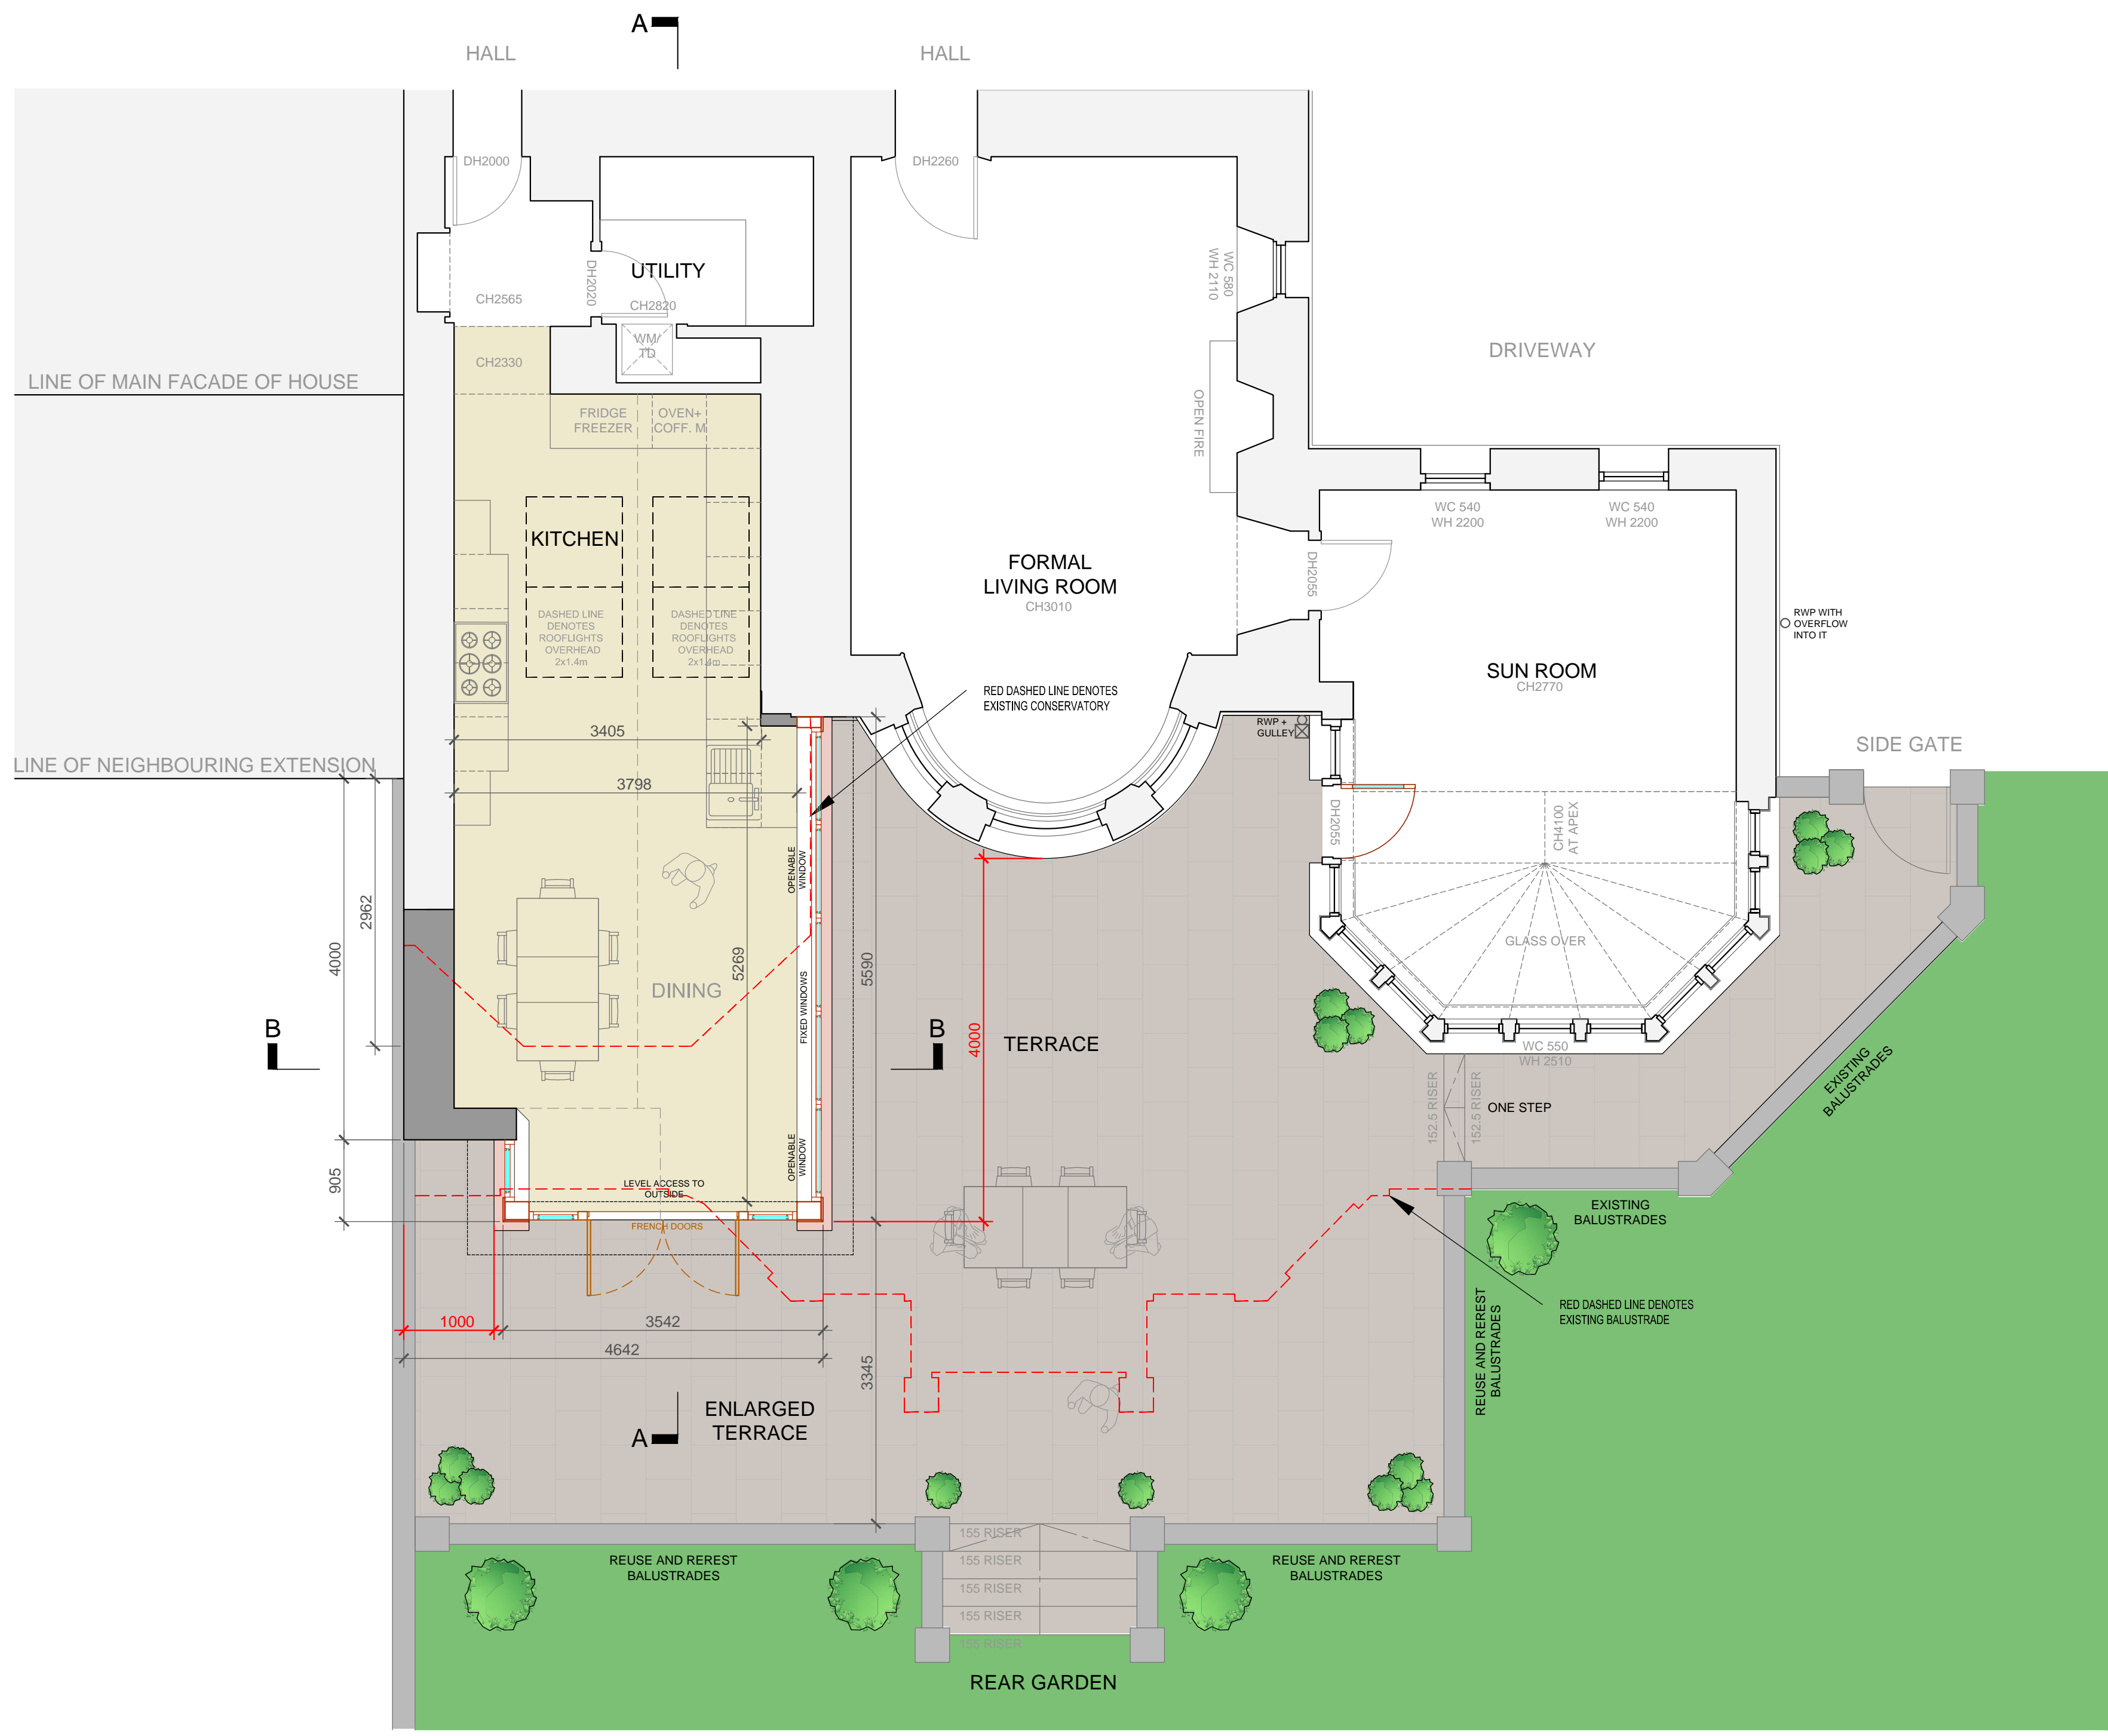 A
HALL
HALL
DH2000
DH2260
UTILITY
DH2020
CH2565
CH2820
WC 580
WH 2110
WM/
TD
CH2330
DRIVEWAY
LINE OF MAIN FACADE OF HOUSE
FRIDGE
FREEZER
OVEN+
COFF. M
OPEN FIRE
WC 540
WH 2200
WC 540
WH 2200
KITCHEN
FORMAL
LIVING ROOM
CH3010
DH2055
DASHED LINE
DENOTES
ROOFLIGHTS
OVERHEAD
2x1.4m
DASHED LINE
DENOTES
ROOFLIGHTS
OVERHEAD
2x1.4m
RWP WITH
OVERFLOW
INTO IT
SUN ROOM
CH2770
RED DASHED LINE DENOTES
EXISTING CONSERVATORY
RWP +
GULLEY
3405
SIDE GATE
LINE OF NEIGHBOURING EXTENSION
3798
DH2055
CH4100
AT APEX
OPENABLE
WINDOW
2962
4000
5269
5590
GLASS OVER
DINING
FIXED WINDOWS
B
B
4000
TERRACE
WC 550
WH 2510
EXISTING
BALUSTRADES
152.5 RISER
152.5 RISER
ONE STEP
OPENABLE
WINDOW
905
LEVEL ACCESS TO
OUTSIDE
FRENCH DOORS
EXISTING
BALUSTRADES
RED DASHED LINE DENOTES
EXISTING BALUSTRADE
1000
3542
4642
3345
REUSE AND REREST
BALUSTRADES
ENLARGED
TERRACE
A
155 RISER
155 RISER
155 RISER
155 RISER
155 RISER
REUSE AND REREST
BALUSTRADES
REUSE AND REREST
BALUSTRADES
REAR GARDEN